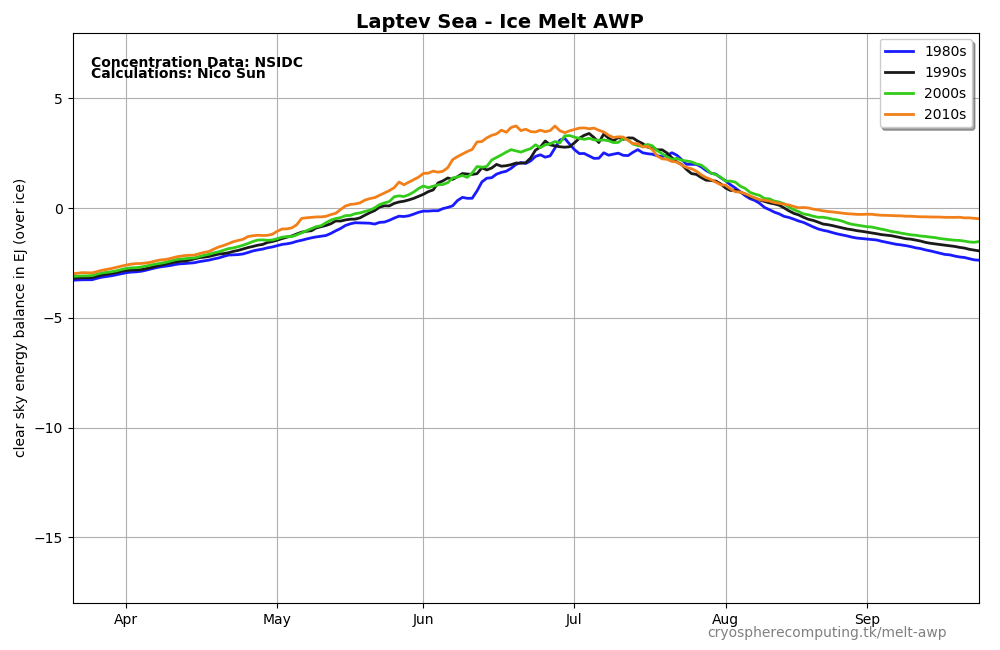 Laptev Sea - Ice Melt AWP
Concentration Data: NSIDC
Calculations: Nico Sun
1980s
1990s
2000s
2010s
clear sky energy balance in EJ (over ice)
5
0
−5
−10
−15
Apr May Jun Jul Aug Sep
cryospherecomputing.tk/melt-awp